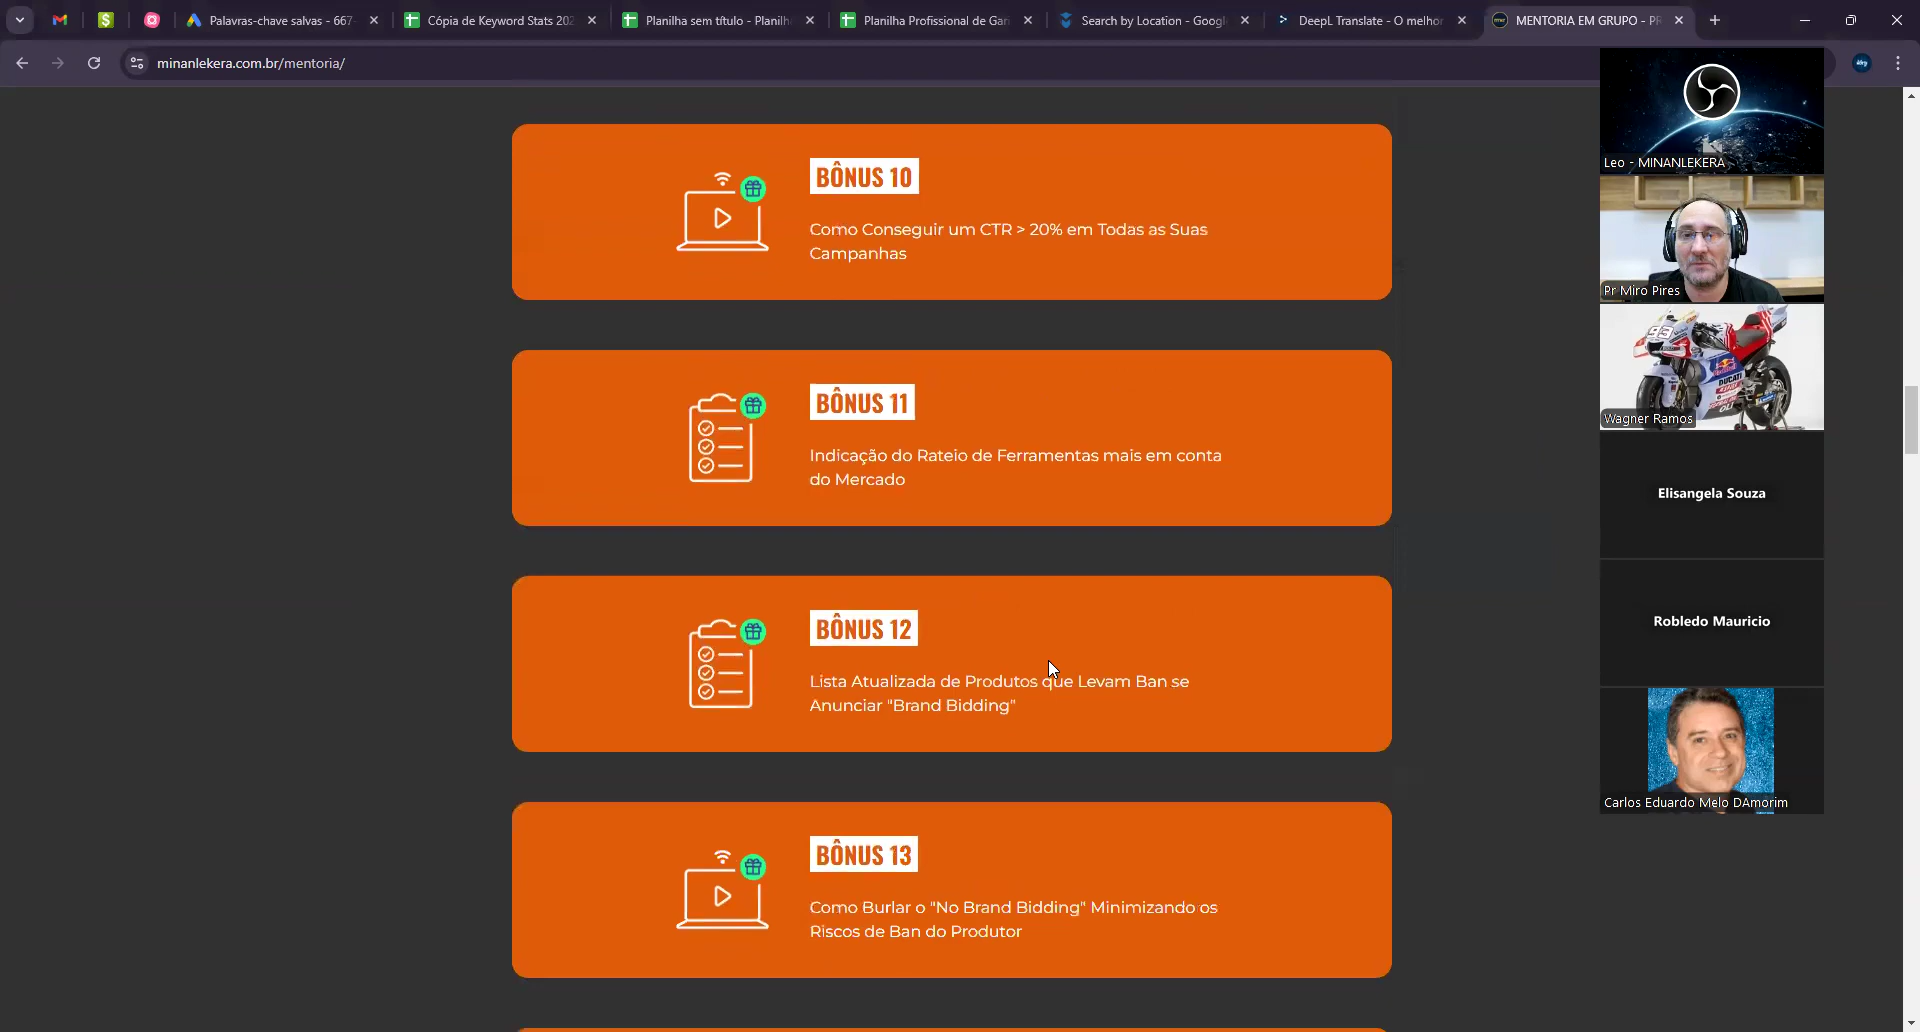 Palavras-chave salvas - 667-
Cópia de Keyword Stats 202
Planilha sem título - Planilh
Planilha Profissional de Gan
Search by Location - Googl
DeepL Translate - O melhor
MENTORIA EM GRUPO - PR
minanlekera.com.br/mentoria/
BÔNUS 10
Como Conseguir um CTR > 20% em Todas as Suas
Campanhas
BÔNUS 11
Indicação do Rateio de Ferramentas mais em conta
do Mercado
BÔNUS 12
Lista Atualizada de Produtos que Levam Ban se
Anunciar "Brand Bidding"
BÔNUS 13
Como Burlar o "No Brand Bidding" Minimizando os
Riscos de Ban do Produtor
Leo - MINANLEKERA
Pr Miro Pires
93
Red Bull
DUCATI
Wagner Ramos
Elisangela Souza
Robledo Mauricio
Carlos Eduardo Melo DAmorim